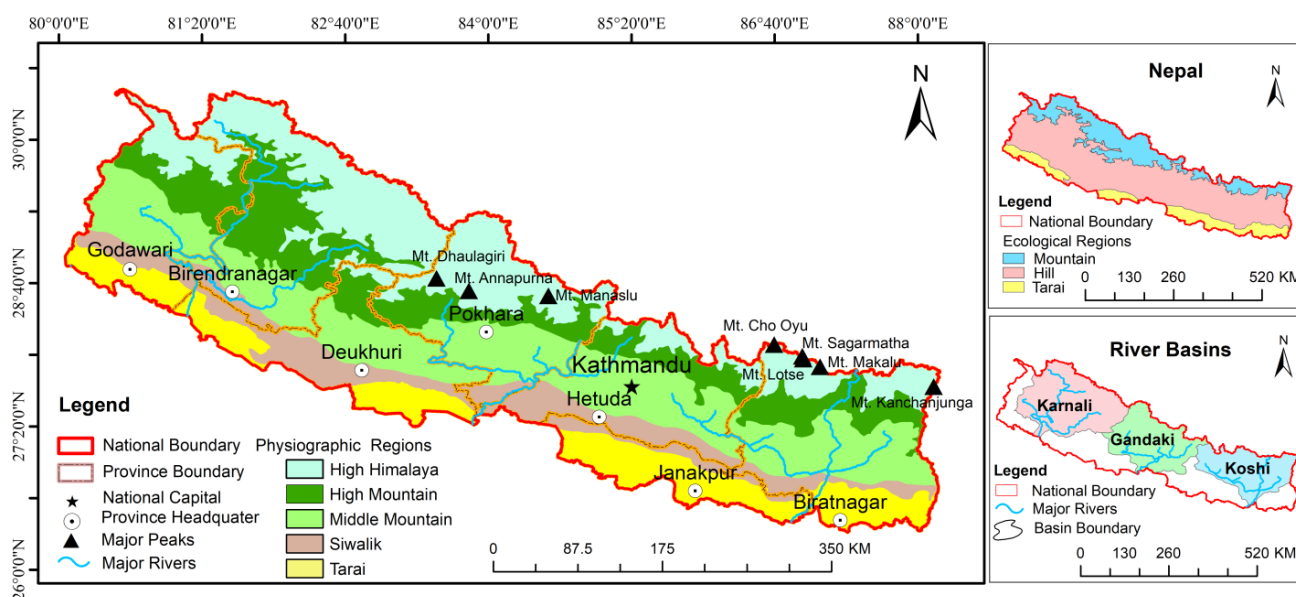 80°0'0"E 81°20'0"E 82°40'0"E 84°0'0"E 85°20'0"E 86°40'0"E 88°0'0"E
30°0'0"N
28°40'0"N
27°20'0"N
26°0'0"N
N
Godawari
Birendranagar
Mt. Dhaulagiri
Mt. Annapurna
Mt. Manaslu
Pokhara
Deukhuri
Kathmandu
Hetuda
Mt. Cho Oyu
Mt. Sagarmatha
Mt. Makalu
Mt. Lotse
Mt. Kanchanjunga
Janakpur
Biratnagar
Legend
National Boundary
Province Boundary
National Capital
Province Headquater
Major Peaks
Major Rivers
Physiographic Regions
High Himalaya
High Mountain
Middle Mountain
Siwalik
Tarai
0 87.5 175 350 KM
Nepal
N
Legend
National Boundary
Ecological Regions
Mountain
Hill
Tarai
0 130 260 520 KM
River Basins
N
Karnali
Gandaki
Koshi
Legend
National Boundary
Major Rivers
Basin Boundary
0 130 260 520 KM